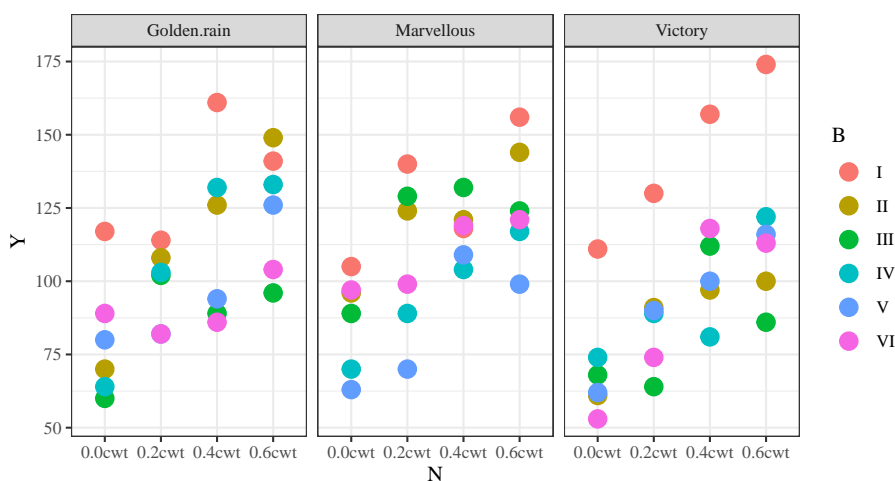 Golden.rain Marvellous Victory
175
150
125
100
75
50
Y
0.0cwt 0.2cwt 0.4cwt 0.6cwt 0.0cwt 0.2cwt 0.4cwt 0.6cwt 0.0cwt 0.2cwt 0.4cwt 0.6cwt
N
B
I
II
III
IV
V
VI